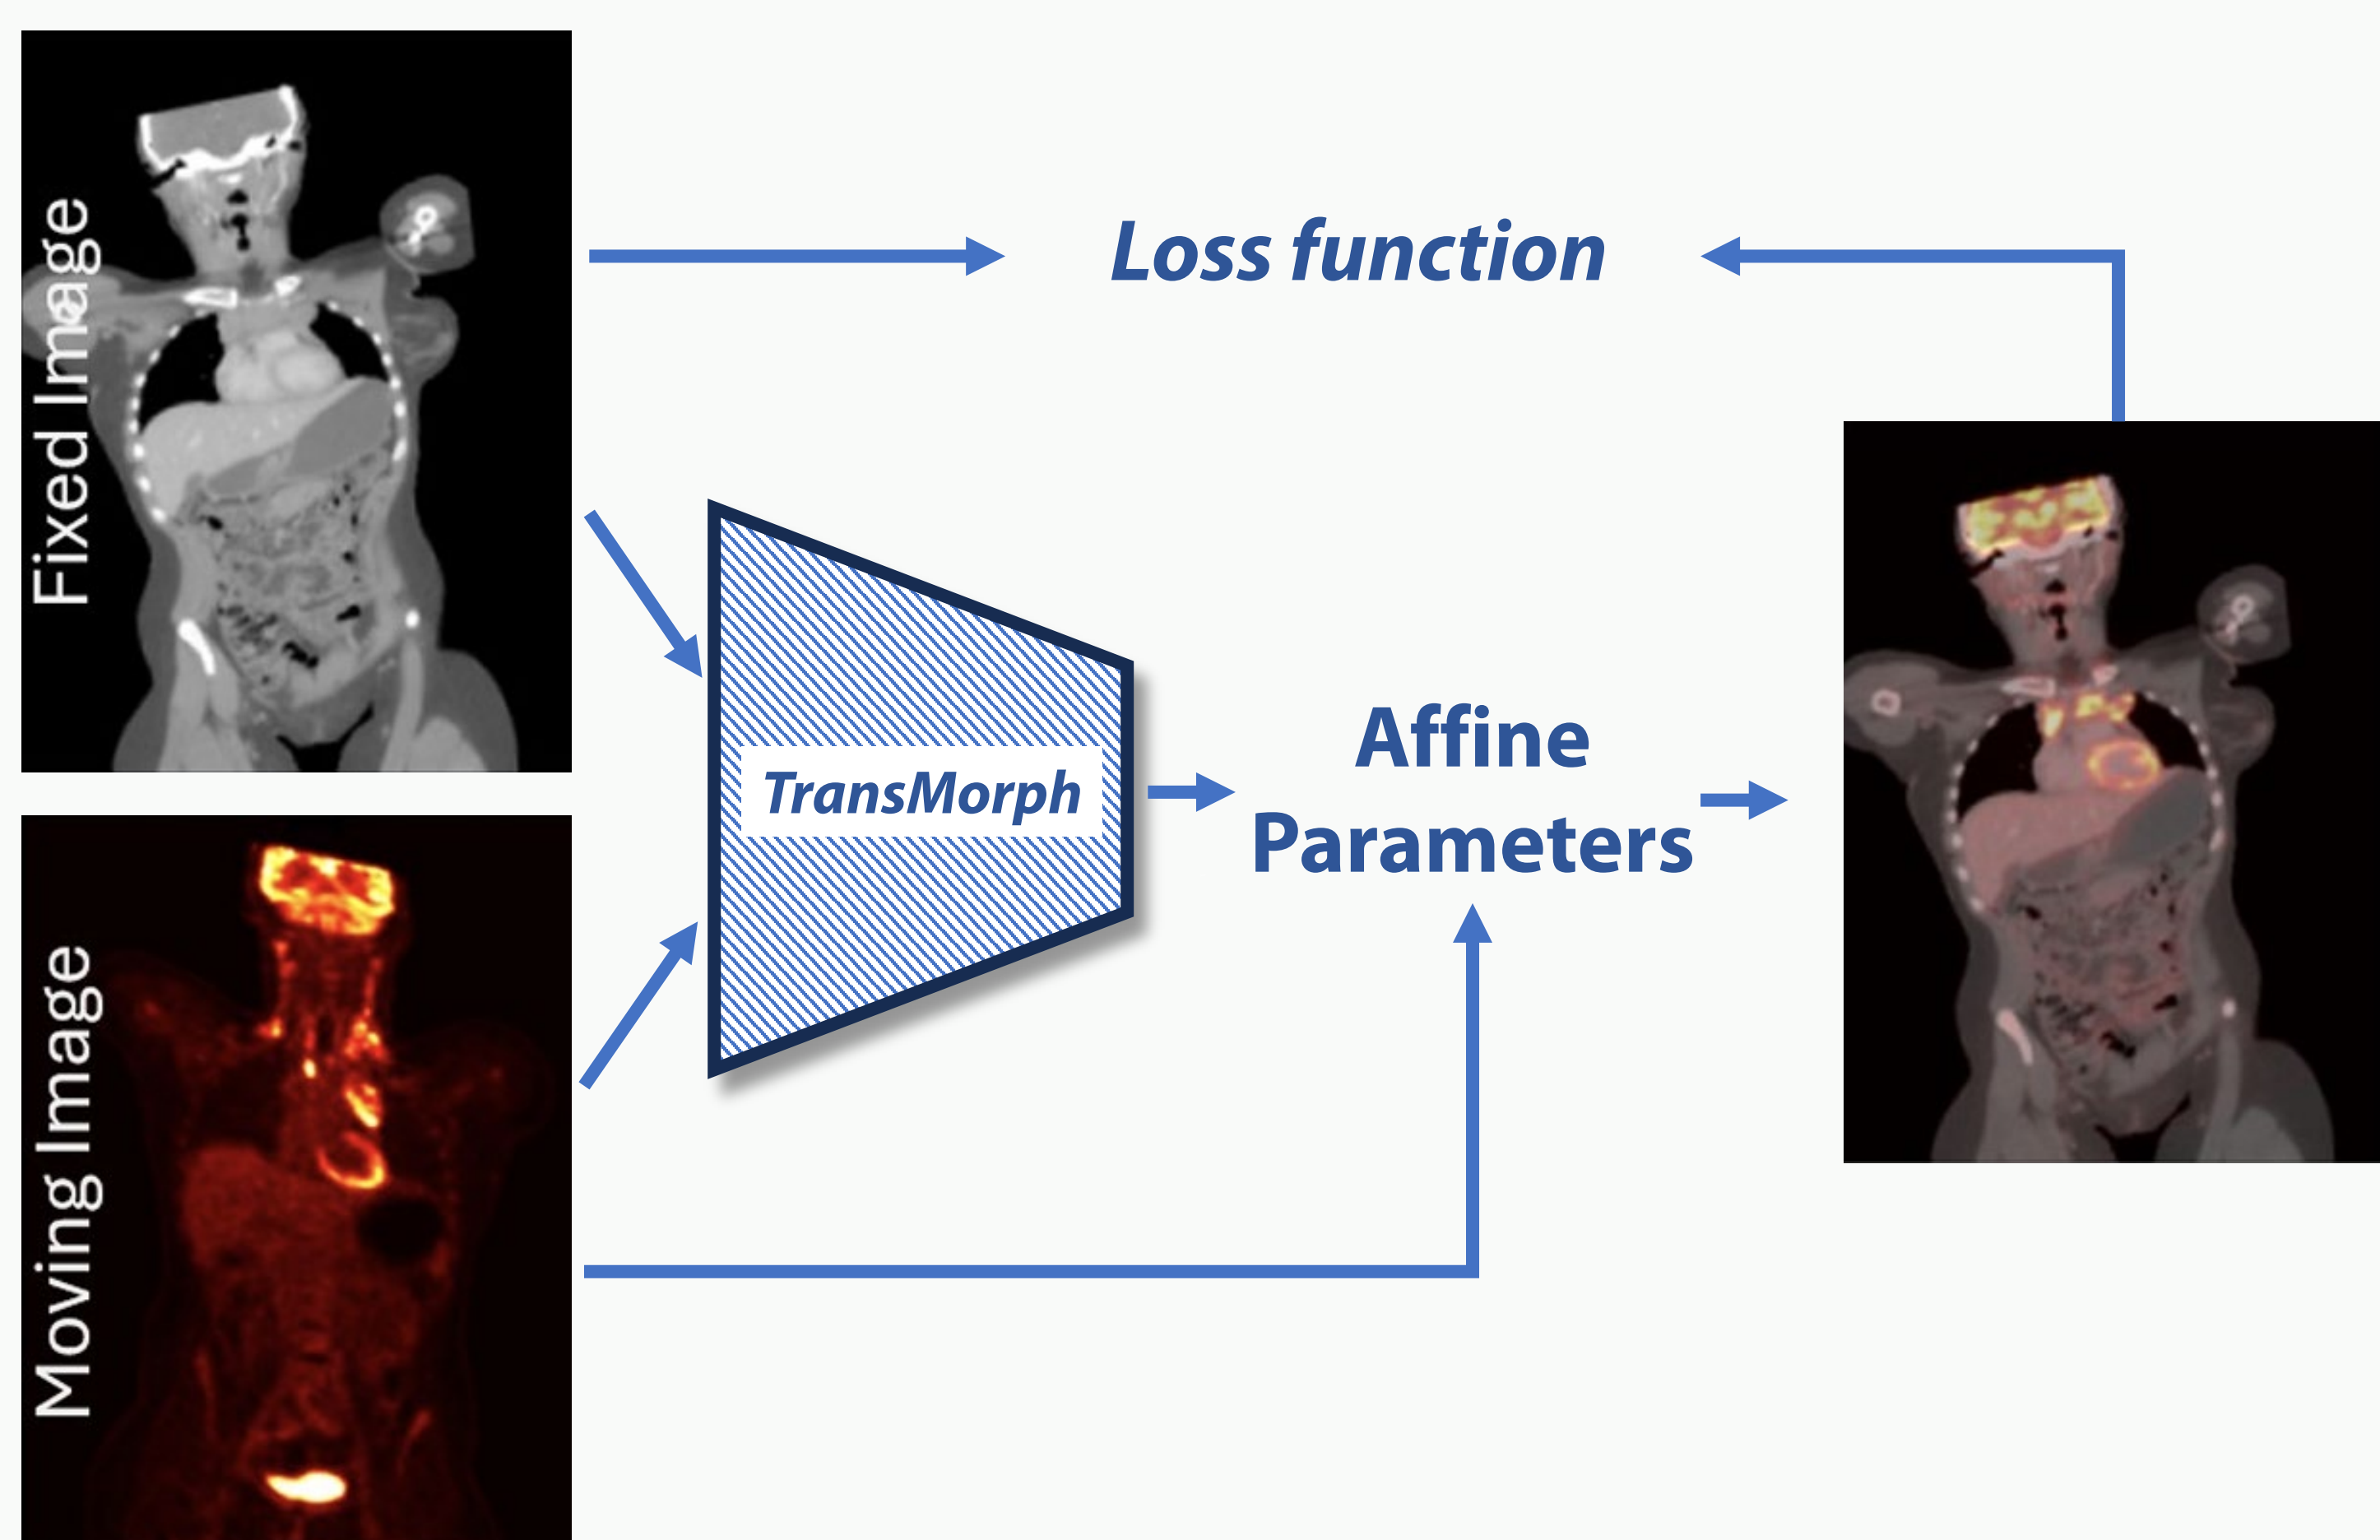 Fixed Image
Loss function
TransMorph
Affine
Parameters
Moving Image